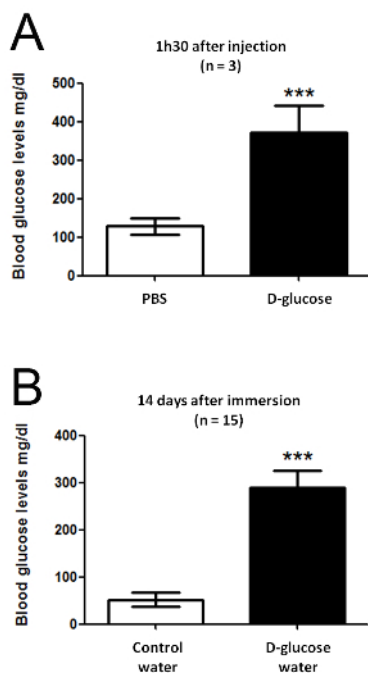 A
1h30 after injection
(n = 3)
Blood glucose levels mg/dl
500
400
300
200
100
0
***
PBS
D-glucose
B
14 days after immersion
(n = 15)
Blood glucose levels mg/dl
400
300
200
100
0
***
Control
water
D-glucose
water